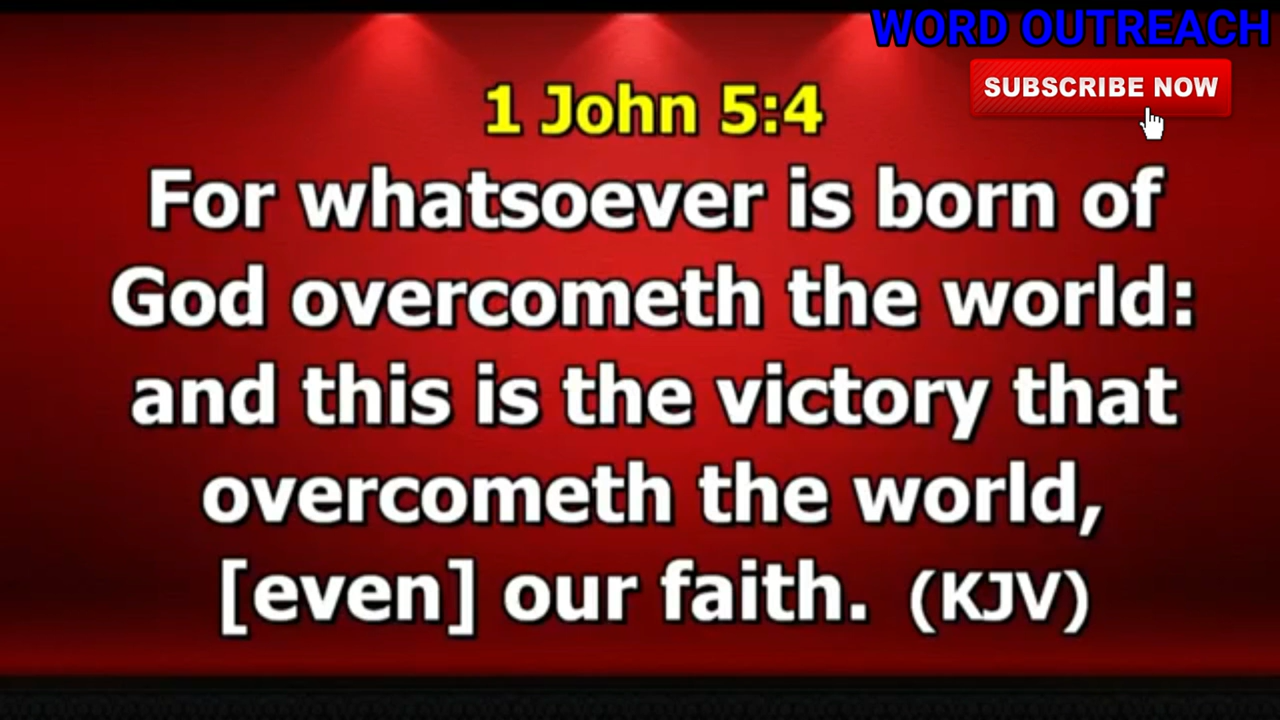 WORD OUTREACH
SUBSCRIBE NOW
1 John 5:4
For whatsoever is born of
God overcometh the world:
and this is the victory that
overcometh the world,
[even] our faith. (KJV)